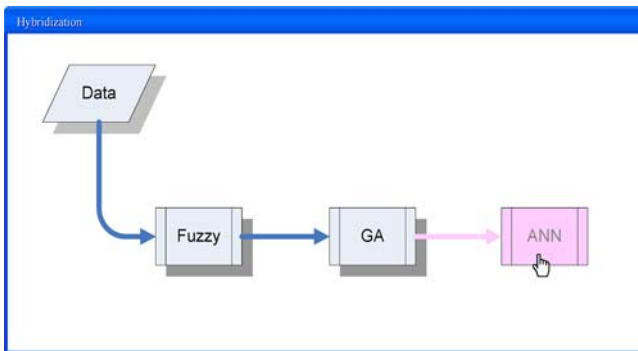 Hybridization
Data
Fuzzy
GA
ANN